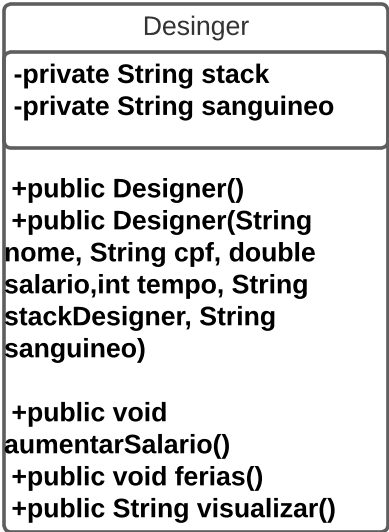 Desinger
-private String stack
-private String sanguineo
+public Designer()
+public Designer(String
nome, String cpf, double
salario,int tempo, String
stackDesigner, String
sanguineo)
+public void
aumentarSalario()
+public void ferias()
+public String visualizar()